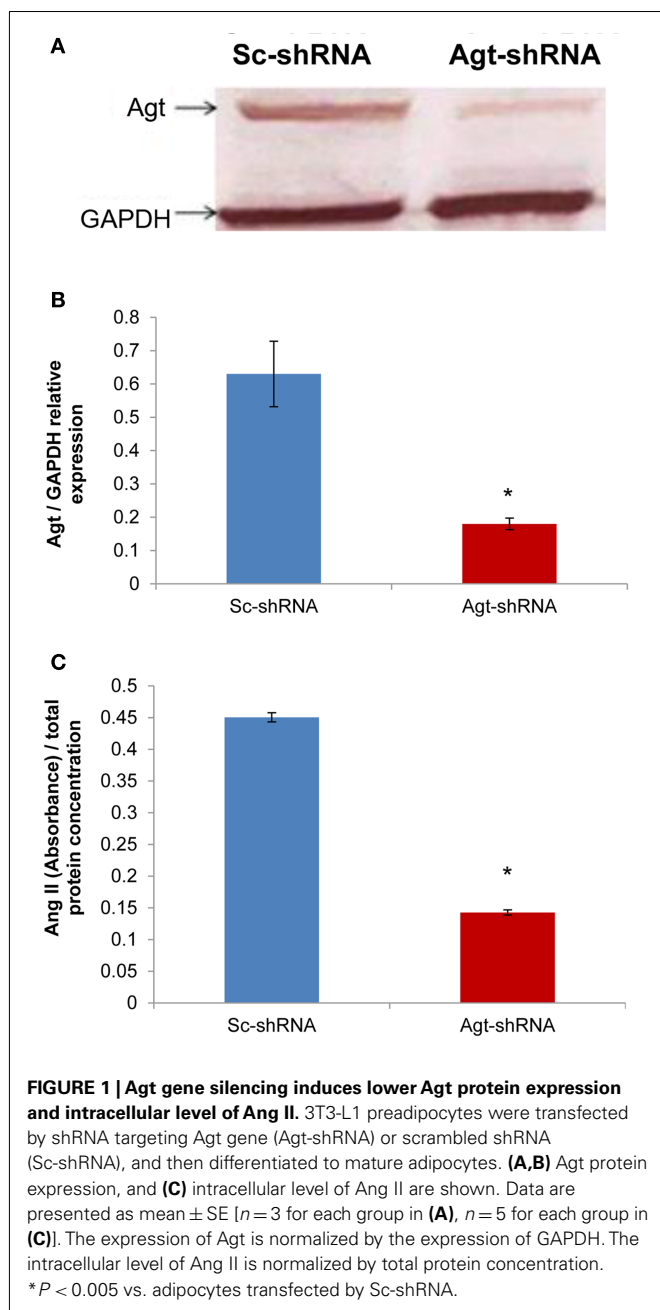 A
Sc-shRNA Agt-shRNA
Agt
GAPDH
B
Agt / GAPDH relative
expression
0.8
0.7
0.6
0.5
0.4
0.3
0.2
0.1
0
*
Sc-shRNA Agt-shRNA
C
Ang II (Absorbance) / total
protein concentration
0.5
0.45
0.4
0.35
0.3
0.25
0.2
0.15
0.1
0.05
0
*
Sc-shRNA Agt-shRNA
FIGURE 1 | Agt gene silencing induces lower Agt protein expression
and intracellular level of Ang II. 3T3-L1 preadipocytes were transfected
by shRNA targeting Agt gene (Agt-shRNA) or scrambled shRNA
(Sc-shRNA), and then differentiated to mature adipocytes. (A,B) Agt protein
expression, and (C) intracellular level of Ang II are shown. Data are
presented as mean ± SE [n = 3 for each group in (A), n = 5 for each group in
(C)]. The expression of Agt is normalized by the expression of GAPDH. The
intracellular level of Ang II is normalized by total protein concentration.
*P < 0.005 vs. adipocytes transfected by Sc-shRNA.